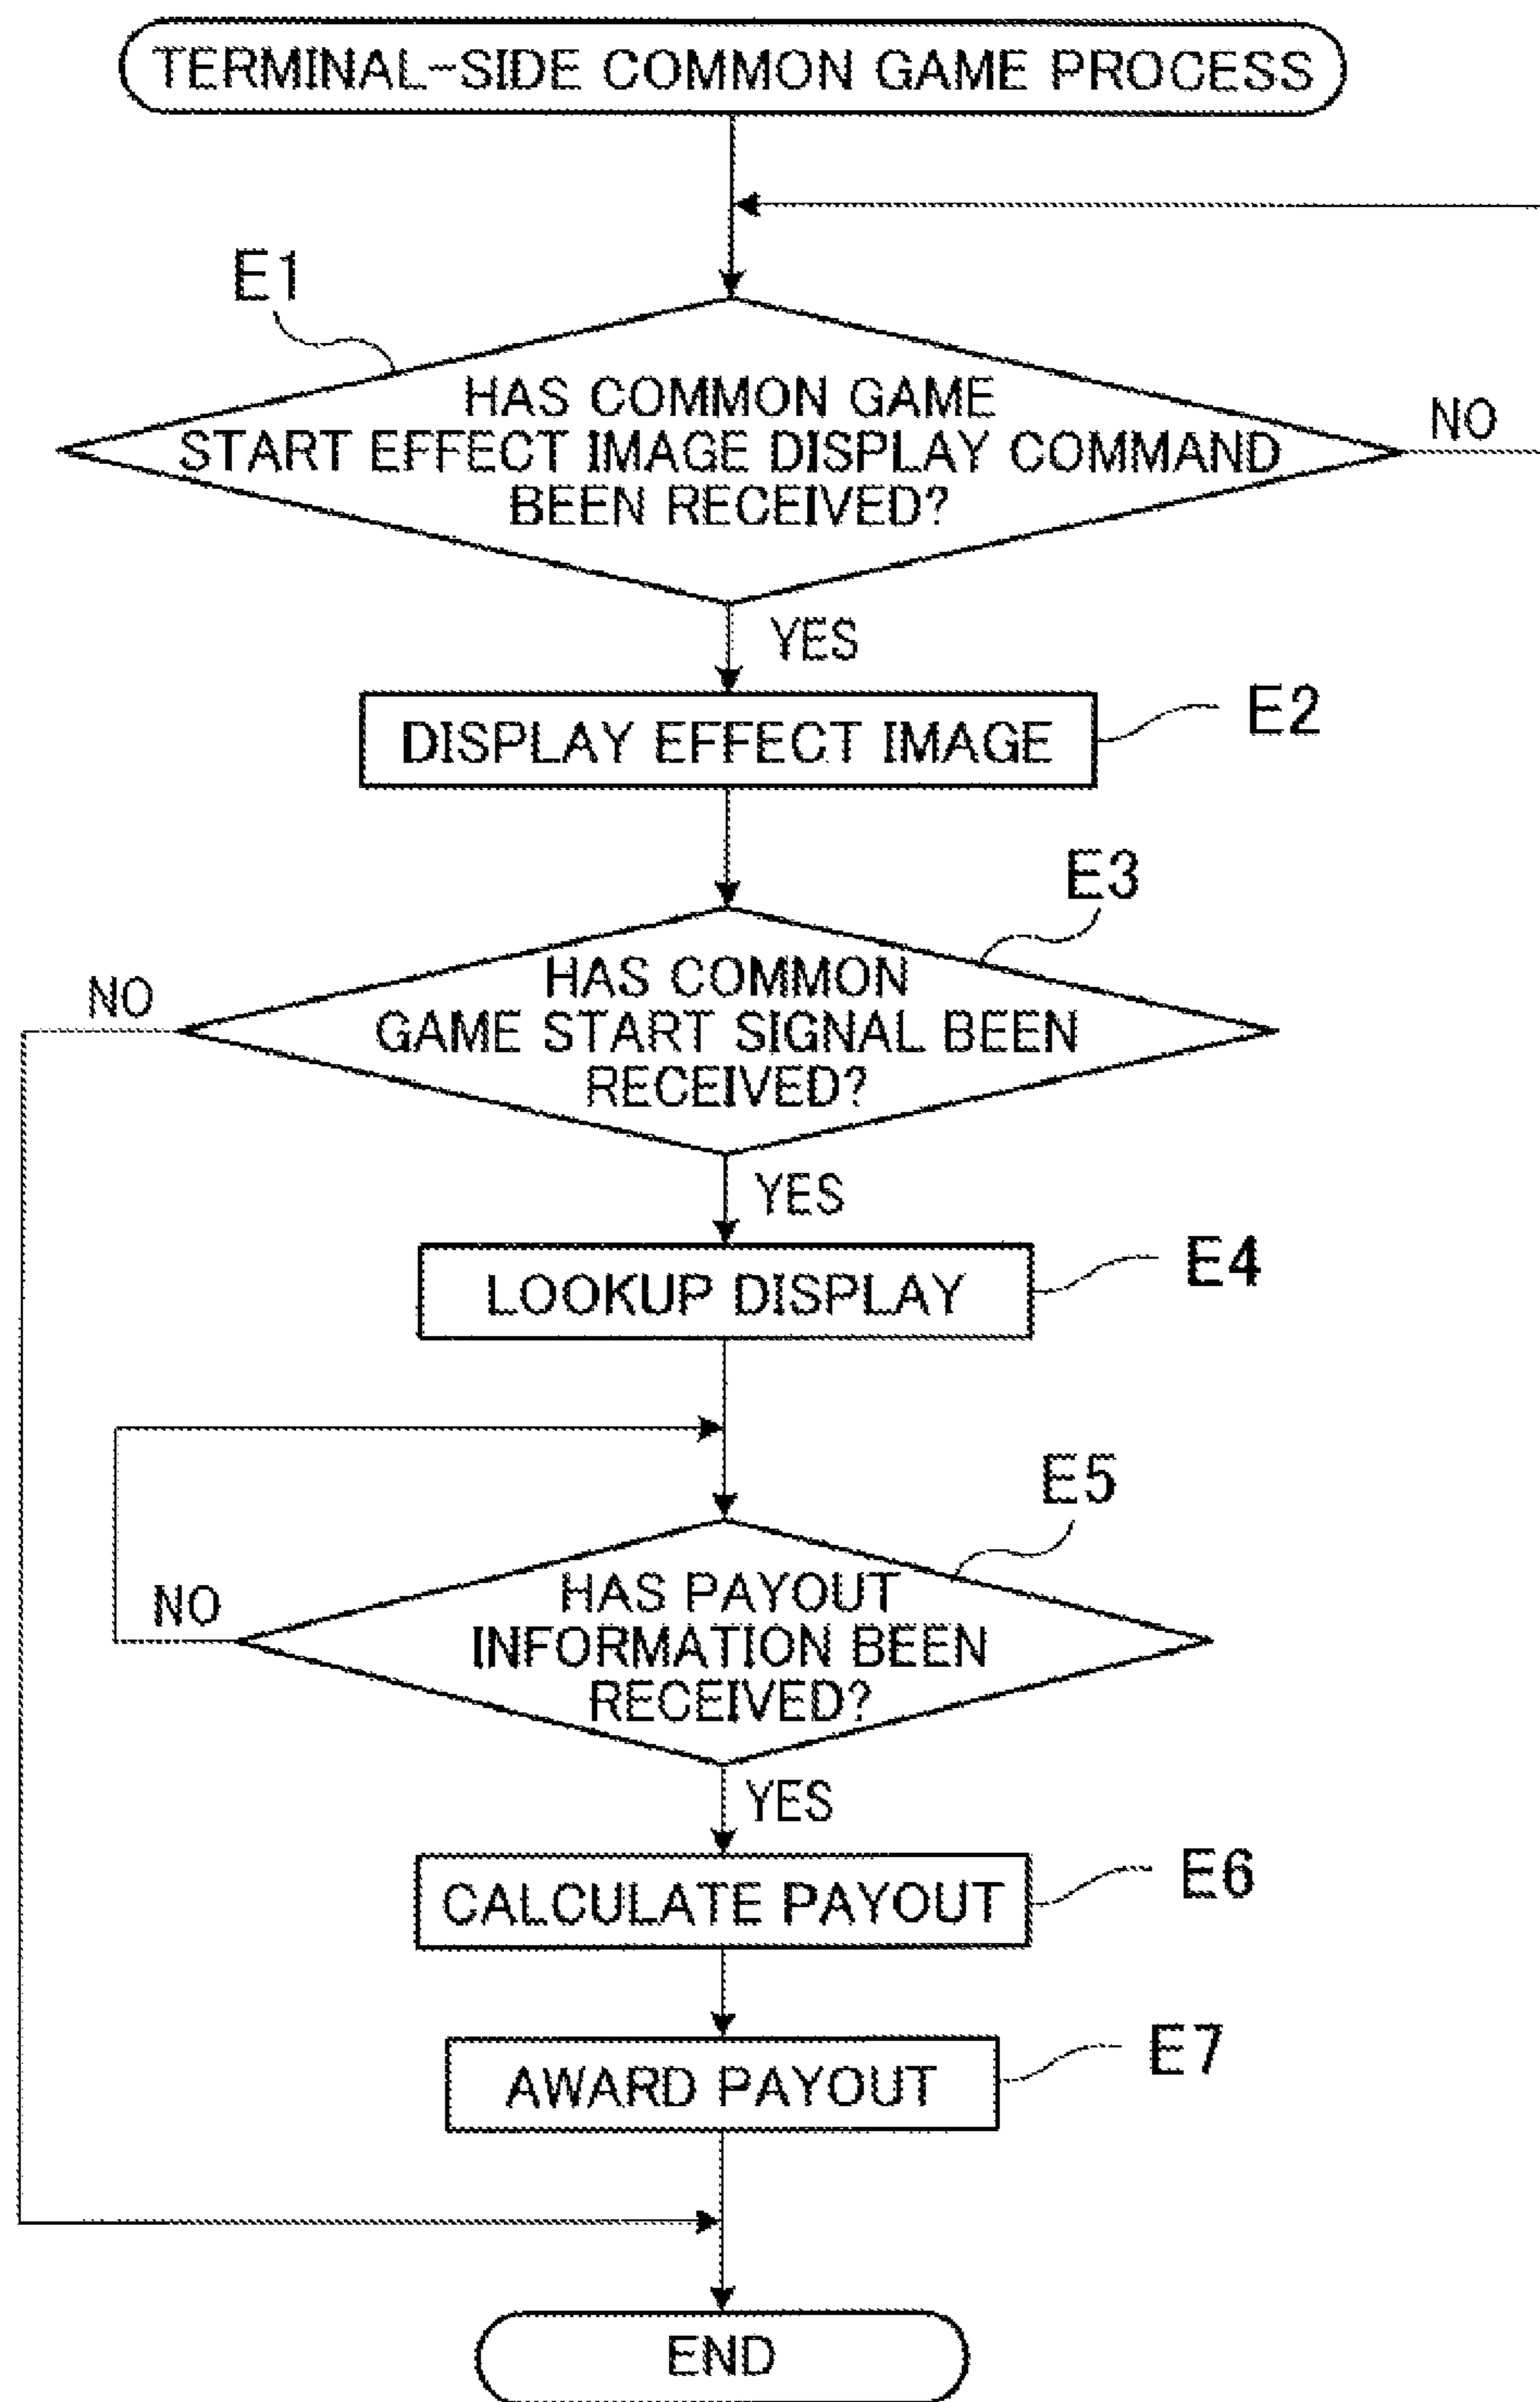 TERMINAL-SIDE COMMON GAME PROCESS
E1
HAS COMMON GAME
START EFFECT IMAGE DISPLAY COMMAND
BEEN RECEIVED?
NO
YES
DISPLAY EFFECT IMAGE
E2
E3
HAS COMMON
GAME START SIGNAL BEEN
RECEIVED?
NO
YES
LOOKUP DISPLAY
E4
E5
HAS PAYOUT
INFORMATION BEEN
RECEIVED?
NO
YES
CALCULATE PAYOUT
E6
AWARD PAYOUT
E7
END